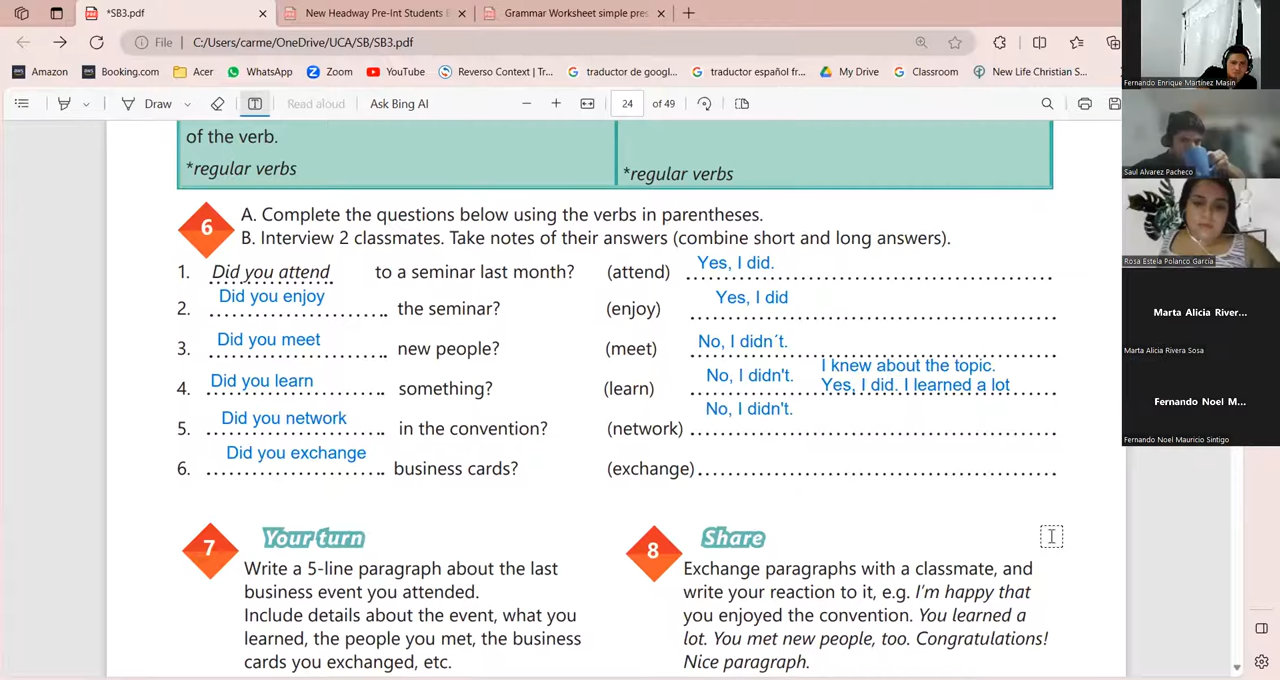 *SB3.pdf
New Headway Pre-Int Students E
Grammar Worksheet simple pres
File C:/Users/carme/OneDrive/UCA/SB/SB3.pdf
Amazon Booking.com Acer WhatsApp Zoom YouTube Reverso Context | Tr... traductor de googl... traductor español fr... My Drive Classroom New Life Christian S...
Draw Read aloud Ask Bing AI 24 of 49
of the verb.
*regular verbs
*regular verbs
6 A. Complete the questions below using the verbs in parentheses.
B. Interview 2 classmates. Take notes of their answers (combine short and long answers).
1. Did you attend to a seminar last month? (attend) Yes, I did.
2. Did you enjoy the seminar? (enjoy) Yes, I did
3. Did you meet new people? (meet) No, I didn´t.
4. Did you learn something? (learn) No, I didn't. I knew about the topic.
Yes, I did. I learned a lot
5. Did you network in the convention? (network) No, I didn't.
6. Did you exchange business cards? (exchange)
7 Your turn
Write a 5-line paragraph about the last
business event you attended.
Include details about the event, what you
learned, the people you met, the business
cards you exchanged, etc.
8 Share
Exchange paragraphs with a classmate, and
write your reaction to it, e.g. I'm happy that
you enjoyed the convention. You learned a
lot. You met new people, too. Congratulations!
Nice paragraph.
Fernando Enrique Martínez Masin
Saul Alvarez Pacheco
Rosa Estela Polanco García
Marta Alicia River...
Marta Alicia Rivera Sosa
Fernando Noel M...
Fernando Noel Mauricio Sintigo